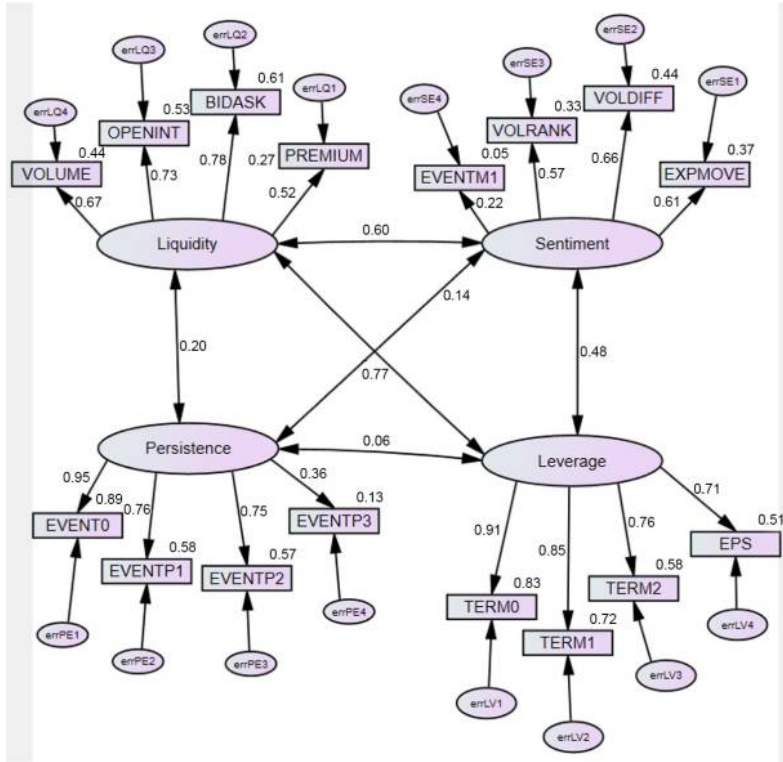 errLQ2
errLQ3
errLQ1
errLQ4
0.61
BIDASK
0.53
OPENINT
0.44
VOLUME
0.27
PREMIUM
0.67
0.73
0.78
0.52
Liquidity
errSE2
errSE3
errSE1
errSE4
0.44
VOLDIFF
0.33
VOLRANK
0.37
EXPMOVE
0.05
EVENTM1
0.22
0.57
0.66
0.61
Sentiment
0.60
0.14
0.20
0.77
0.48
0.06
Persistence
0.95
0.76
0.75
0.36
0.89
EVENT0
0.58
EVENTP1
0.57
EVENTP2
0.13
EVENTP3
errPE1
errPE2
errPE3
errPE4
Leverage
0.91
0.85
0.76
0.71
0.83
TERM0
0.72
TERM1
0.58
TERM2
0.51
EPS
errLV1
errLV2
errLV3
errLV4